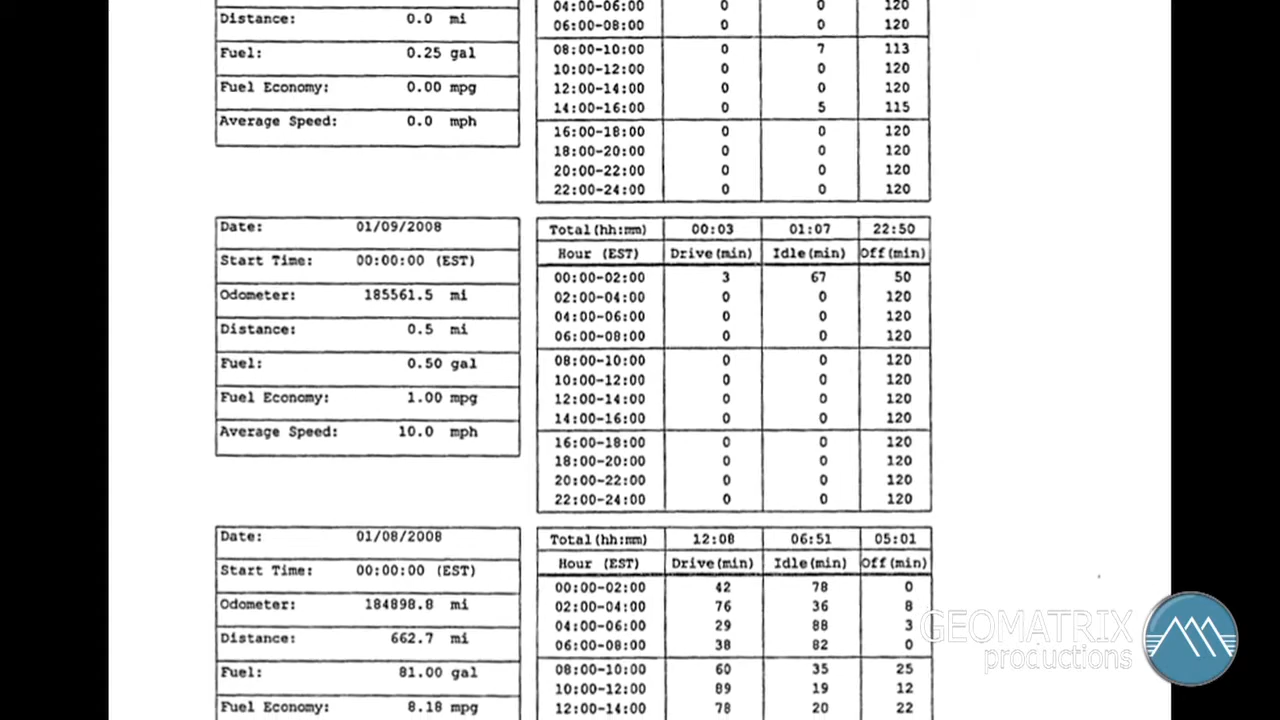 04:00-06:00 0 0 120
Distance: 0.0 mi
06:00-08:00 0 0 120
Fuel: 0.25 gal
08:00-10:00 0 7 113
10:00-12:00 0 0 120
Fuel Economy: 0.00 mpg
12:00-14:00 0 0 120
14:00-16:00 0 5 115
Average Speed: 0.0 mph
16:00-18:00 0 0 120
18:00-20:00 0 0 120
20:00-22:00 0 0 120
22:00-24:00 0 0 120
Date: 01/09/2008
Start Time: 00:00:00 (EST)
Odometer: 185561.5 mi
Distance: 0.5 mi
Fuel: 0.50 gal
Fuel Economy: 1.00 mpg
Average Speed: 10.0 mph
Total(hh:mm) 00:03 01:07 22:50
Hour (EST) Drive(min) Idle(min) Off(min)
00:00-02:00 3 67 50
02:00-04:00 0 0 120
04:00-06:00 0 0 120
06:00-08:00 0 0 120
08:00-10:00 0 0 120
10:00-12:00 0 0 120
12:00-14:00 0 0 120
14:00-16:00 0 0 120
16:00-18:00 0 0 120
18:00-20:00 0 0 120
20:00-22:00 0 0 120
22:00-24:00 0 0 120
Date: 01/08/2008
Start Time: 00:00:00 (EST)
Odometer: 184898.8 mi
Distance: 662.7 mi
Fuel: 81.00 gal
Fuel Economy: 8.18 mpg
Total(hh:mm) 12:08 06:51 05:01
Hour (EST) Drive(min) Idle(min) Off(min)
00:00-02:00 42 78 0
02:00-04:00 76 36 8
04:00-06:00 29 88 3
06:00-08:00 38 82 0
08:00-10:00 60 35 25
10:00-12:00 89 19 12
12:00-14:00 78 20 22
GEOMATRIX
productions